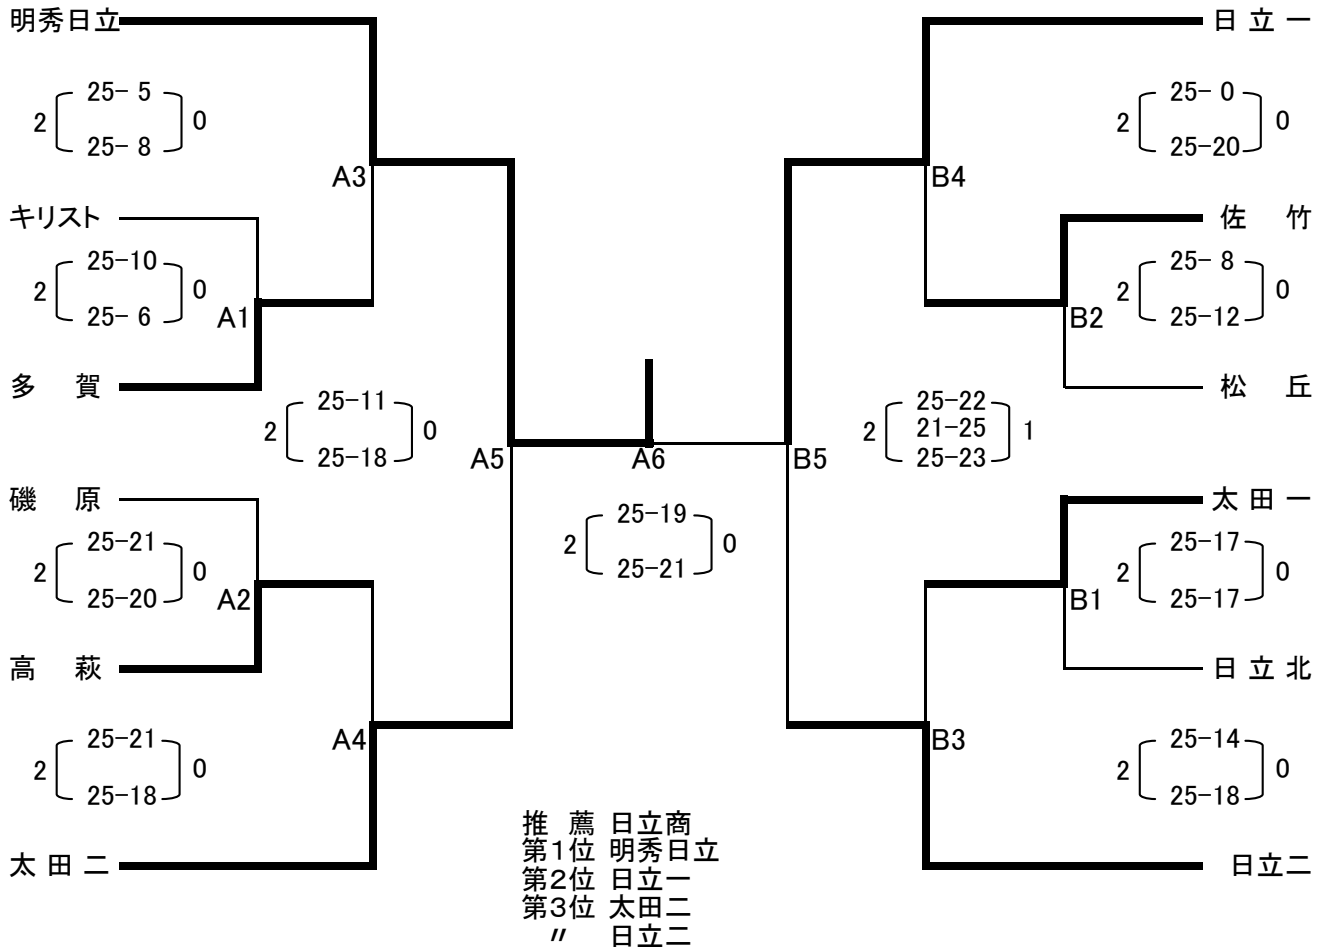 明秀日立
日立一
25- 5
2 0
25- 8
25- 0
2 0
25-20
A3
B4
キリスト
佐 竹
25-10
2 0
25- 6
A1
25- 8
2 0
25-12
B2
多 賀
松 丘
25-11
2 0
25-18
25-22
2 21-25 1
25-23
A5
A6
B5
磯 原
太田一
25-19
2 0
25-21
25-21
2 0
25-20
A2
25-17
2 0
25-17
B1
高 萩
日立北
25-21
2 0
25-18
A4
25-14
2 0
25-18
B3
太田二
日立二
推 薦 日立商
第1位 明秀日立
第2位 日立一
第3位 太田二
〃 日立二